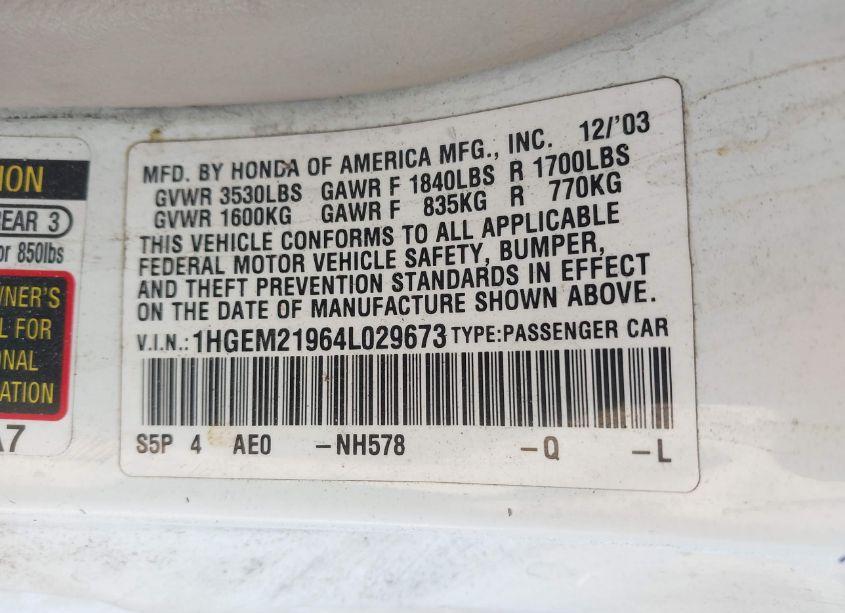 ION
REAR 3
or 850lbs
WNER'S
L FOR
ONAL
ATION
A7
MFD. BY HONDA OF AMERICA MFG., INC. 12/'03
GVWR 3530LBS GAWR F 1840LBS R 1700LBS
GVWR 1600KG GAWR F 835KG R 770KG
THIS VEHICLE CONFORMS TO ALL APPLICABLE
FEDERAL MOTOR VEHICLE SAFETY, BUMPER,
AND THEFT PREVENTION STANDARDS IN EFFECT
ON THE DATE OF MANUFACTURE SHOWN ABOVE.
V.I.N.: 1HGEM21964L029673 TYPE:PASSENGER CAR
S5P 4 AE0 -NH578 -Q -L